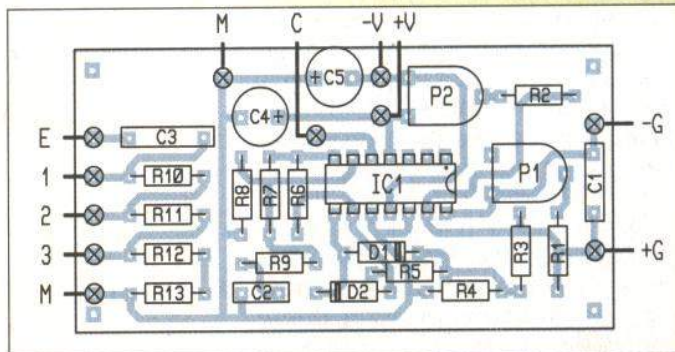 M C -V +V
C5
P2
R2
C4
E
C3
-G
1
R10
IC1
P1
C1
2
R11
R8
R7
R6
3
R12
D1
R3
R1
+G
R9
R5
M
R13
C2
D2
R4